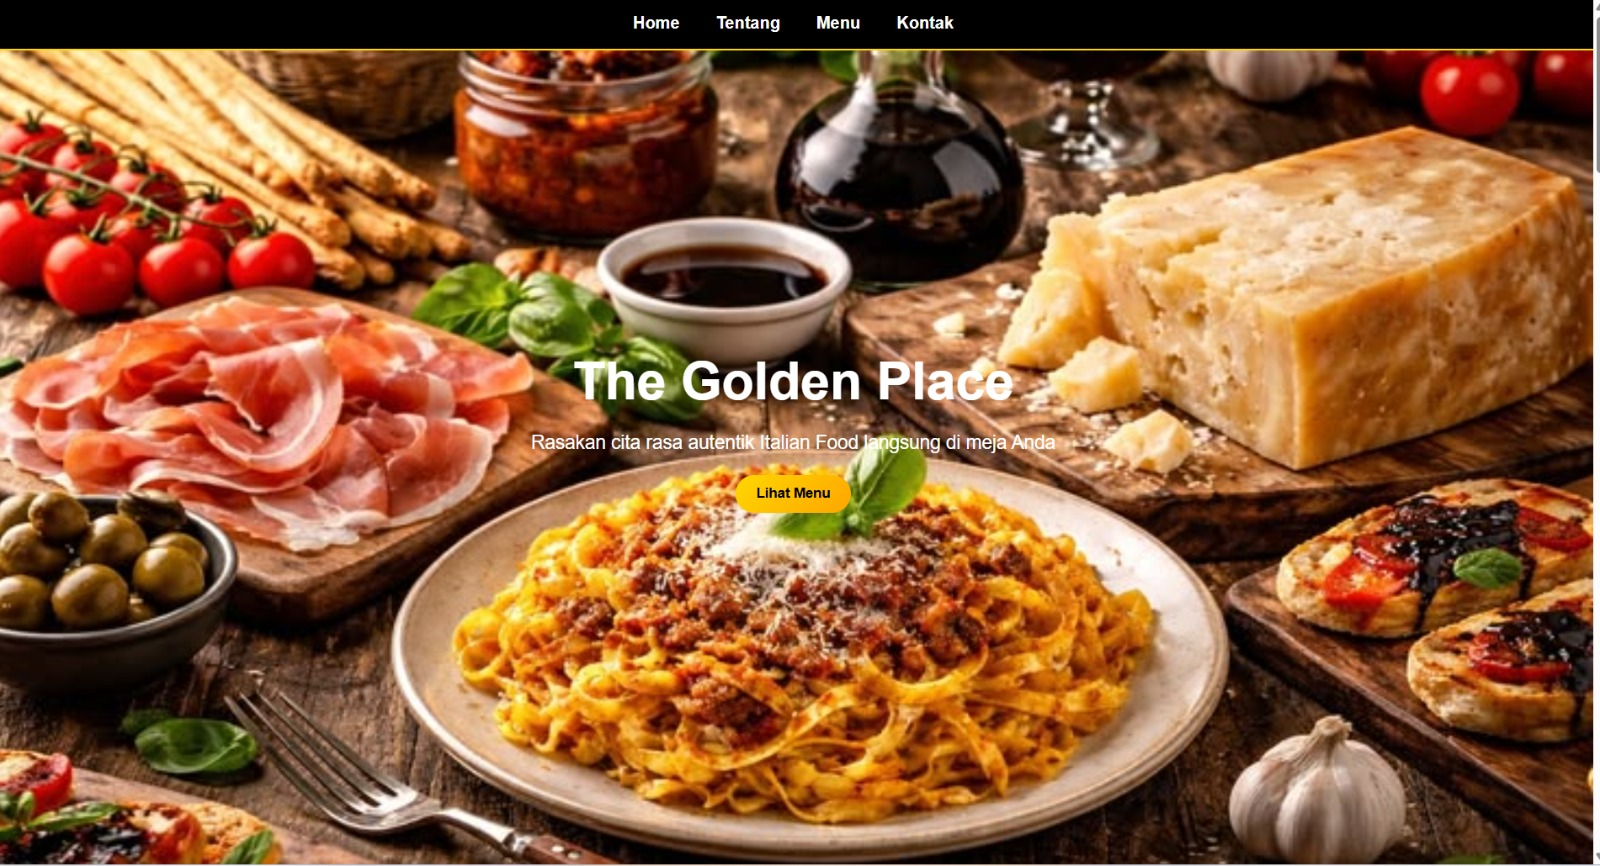 Home Tentang Menu Kontak
The Golden Place
Rasakan cita rasa autentik Italian Food langsung di meja Anda
Lihat Menu